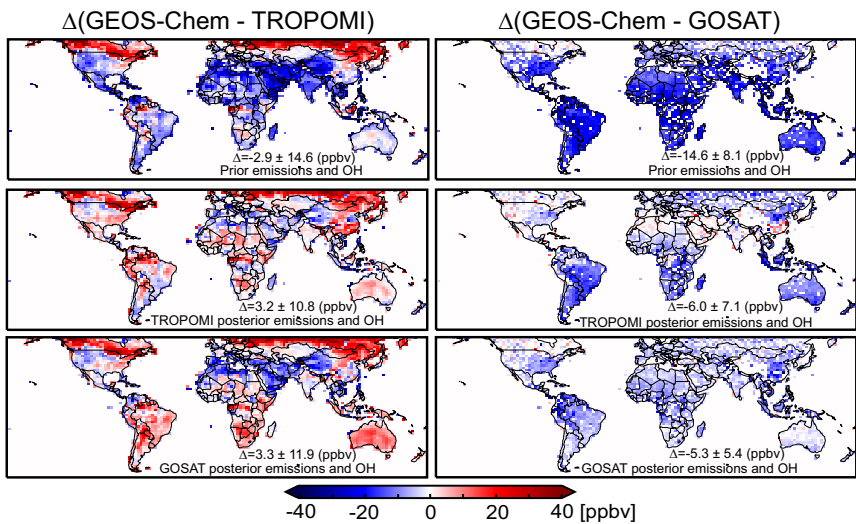 Δ(GEOS-Chem - TROPOMI)
Δ(GEOS-Chem - GOSAT)
Δ=-2.9 ± 14.6 (ppbv)
Prior emissions and OH
Δ=-14.6 ± 8.1 (ppbv)
Prior emissions and OH
Δ=3.2 ± 10.8 (ppbv)
TROPOMI posterior emissions and OH
Δ=-6.0 ± 7.1 (ppbv)
TROPOMI posterior emissions and OH
Δ=3.3 ± 11.9 (ppbv)
GOSAT posterior emissions and OH
Δ=-5.3 ± 5.4 (ppbv)
GOSAT posterior emissions and OH
-40 -20 0 20 40 [ppbv]